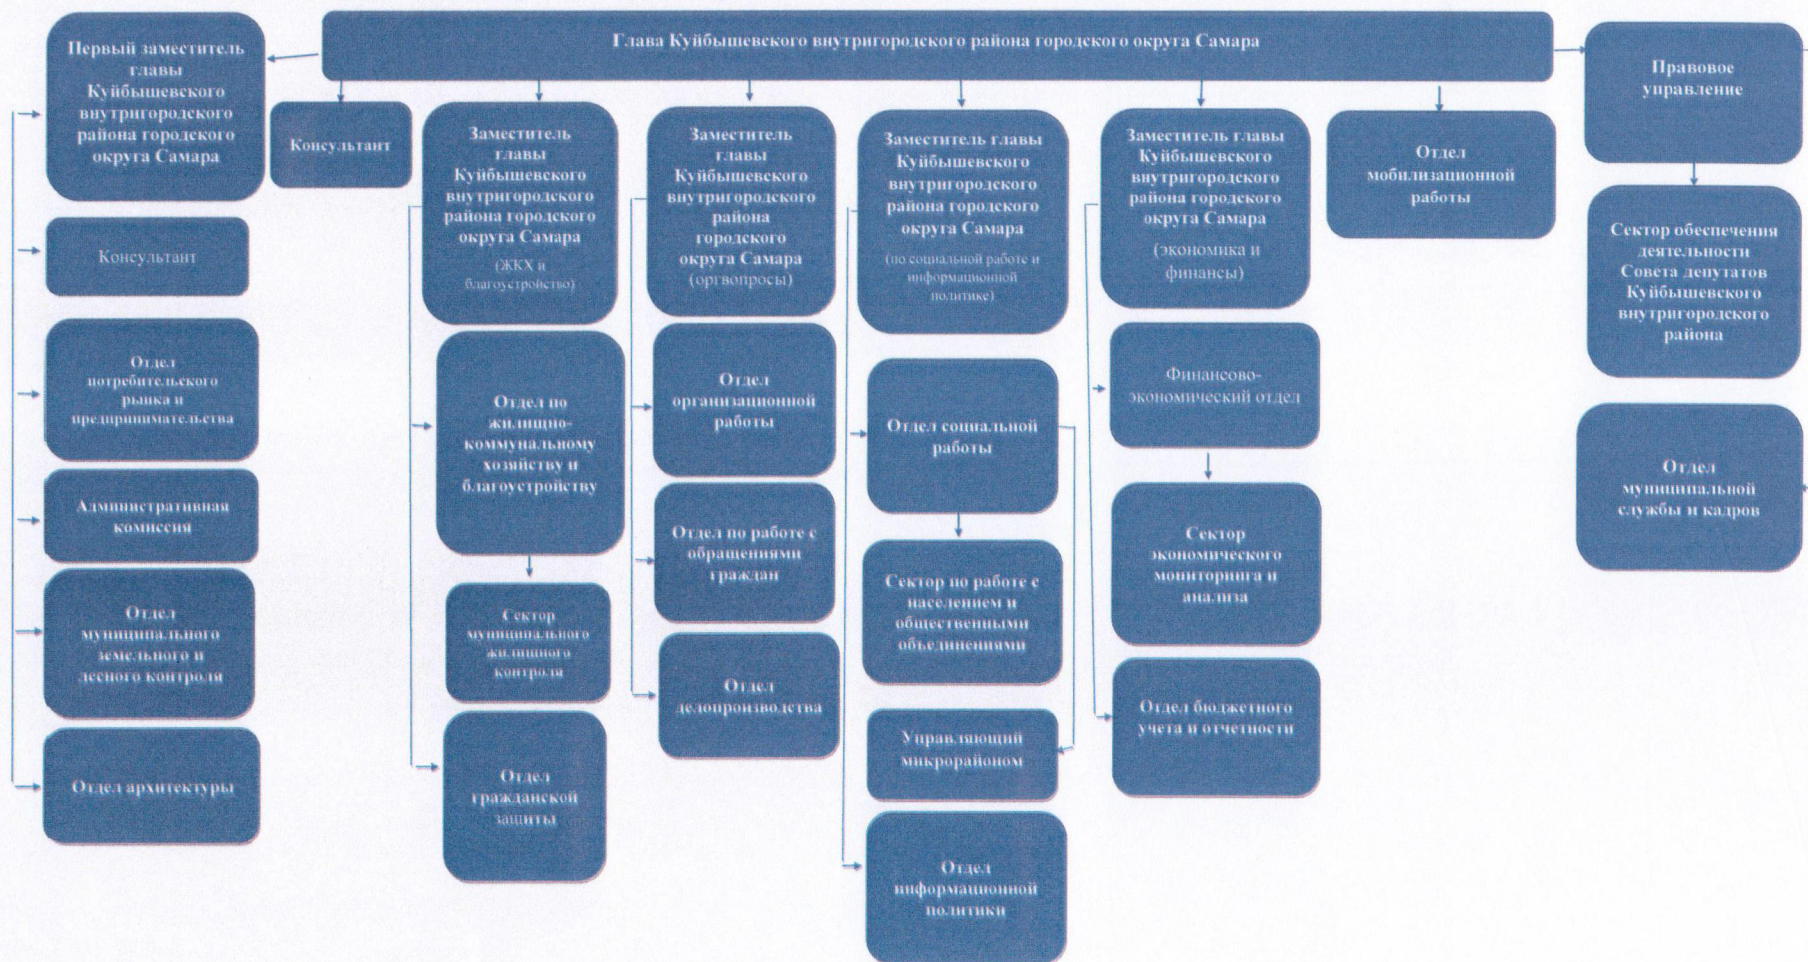 Глава Куйбышевского внутригородского района городского округа Самара
Первый заместитель
главы
Куйбышевского
внутригородского
района городского
округа Самара
Консультант
Отдел
потребительского
рынка и
предпринимательства
Административная
комиссия
Отдел
муниципального
земельного и
лесного контроля
Отдел архитектуры
Консультант
Заместитель
главы
Куйбышевского
внутригородского
района городского
округа Самара
(ЖКХ и
благоустройство)
Отдел по
жилищно-
коммунальному
хозяйству и
благоустройству
Сектор
муниципального
жилищного
контроля
Отдел
гражданской
защиты
Заместитель
главы
Куйбышевского
внутригородского
района
городского
округа Самара
(оргвопросы)
Отдел
организационной
работы
Отдел по работе с
обращениями
граждан
Отдел
делопроизводства
Заместитель главы
Куйбышевского
внутригородского
района городского
округа Самара
(по социальной работе и
информационной
политике)
Отдел социальной
работы
Сектор по работе с
населением и
общественными
объединениями
Управляющий
микрорайоном
Отдел
информационной
политики
Заместитель главы
Куйбышевского
внутригородского
района городского
округа Самара
(экономика и
финансы)
Финансово-
экономический отдел
Сектор
экономического
мониторинга и
анализа
Отдел бюджетного
учета и отчетности
Отдел
мобилизационной
работы
Правовое
управление
Сектор обеспечения
деятельности
Совета депутатов
Куйбышевского
внутригородского
района
Отдел
муниципальной
службы и кадров